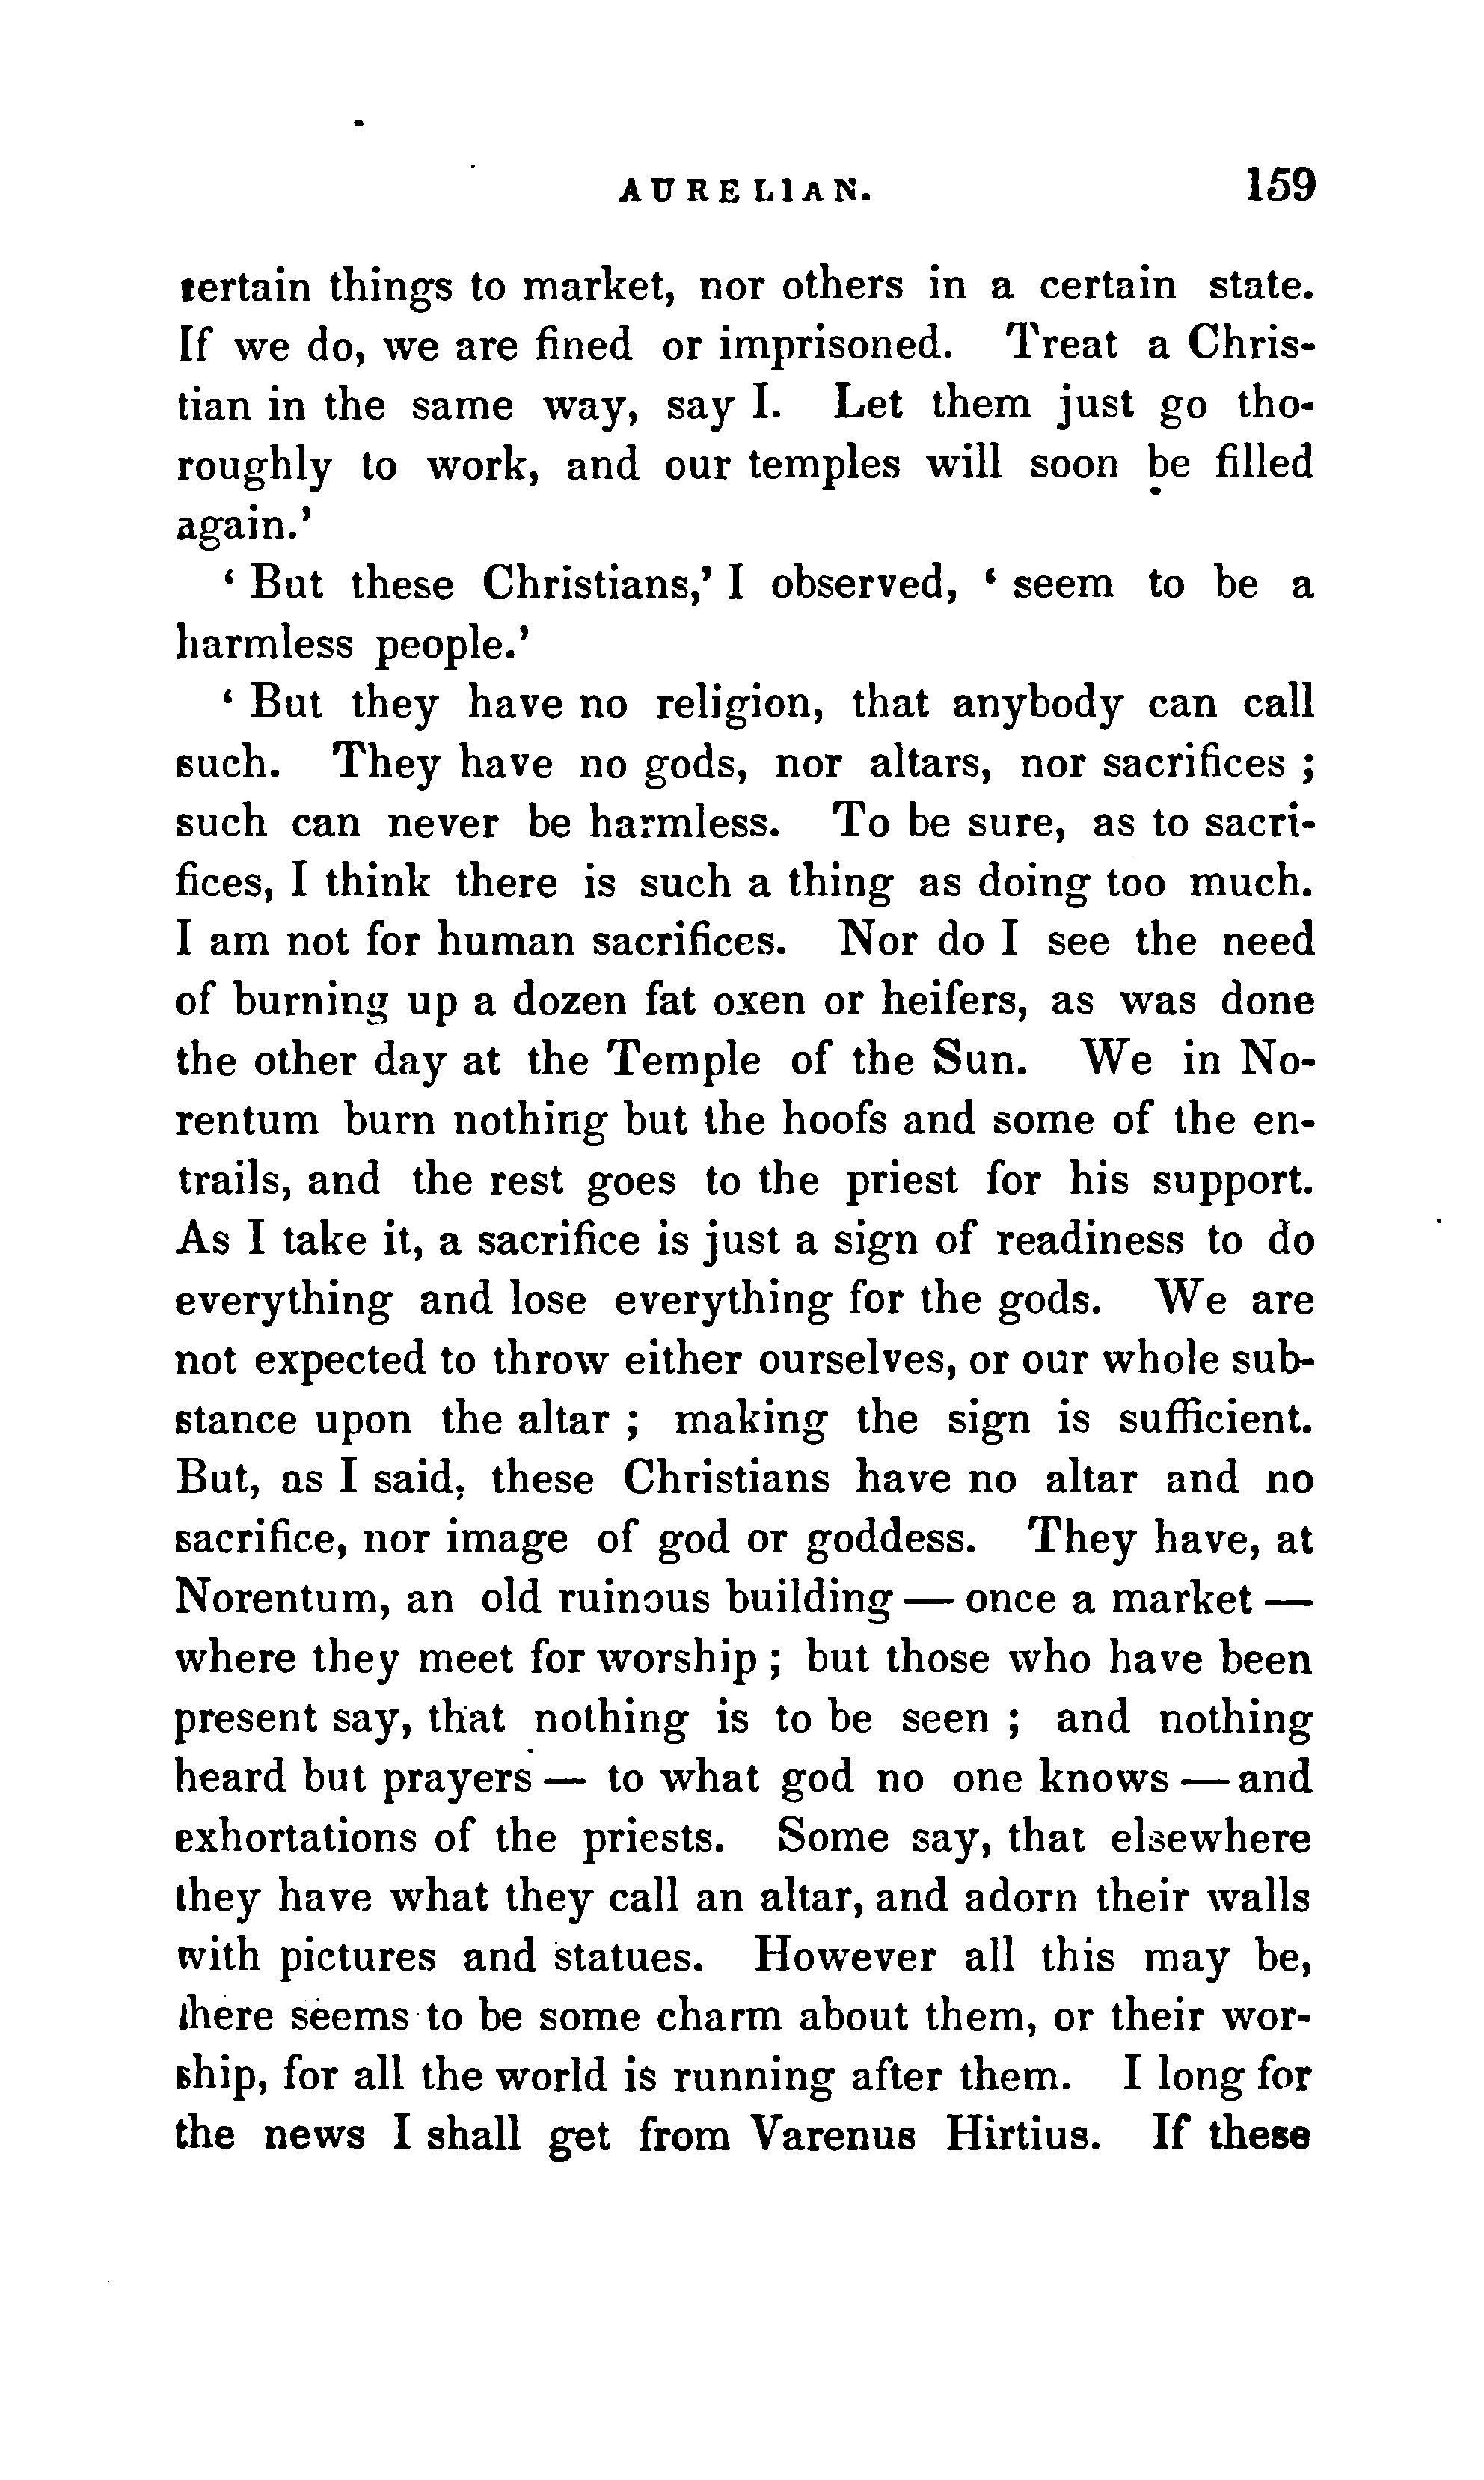 AURELIAN. 159
certain things to market, nor others in a certain state.
If we do, we are fined or imprisoned. Treat a Chris-
tian in the same way, say I. Let them just go tho-
roughly to work, and our temples will soon be filled
again.’
‘ But these Christians,’ I observed, ‘ seem to be a
harmless people.’
‘ But they have no religion, that anybody can call
such. They have no gods, nor altars, nor sacrifices ;
such can never be harmless. To be sure, as to sacri-
fices, I think there is such a thing as doing too much.
I am not for human sacrifices. Nor do I see the need
of burning up a dozen fat oxen or heifers, as was done
the other day at the Temple of the Sun. We in No-
rentum burn nothing but the hoofs and some of the en-
trails, and the rest goes to the priest for his support.
As I take it, a sacrifice is just a sign of readiness to do
everything and lose everything for the gods. We are
not expected to throw either ourselves, or our whole sub-
stance upon the altar ; making the sign is sufficient.
But, as I said, these Christians have no altar and no
sacrifice, nor image of god or goddess. They have, at
Norentum, an old ruinous building — once a market —
where they meet for worship ; but those who have been
present say, that nothing is to be seen ; and nothing
heard but prayers — to what god no one knows — and
exhortations of the priests. Some say, that elsewhere
they have what they call an altar, and adorn their walls
with pictures and statues. However all this may be,
there seems to be some charm about them, or their wor-
ship, for all the world is running after them. I long for
the news I shall get from Varenus Hirtius. If these